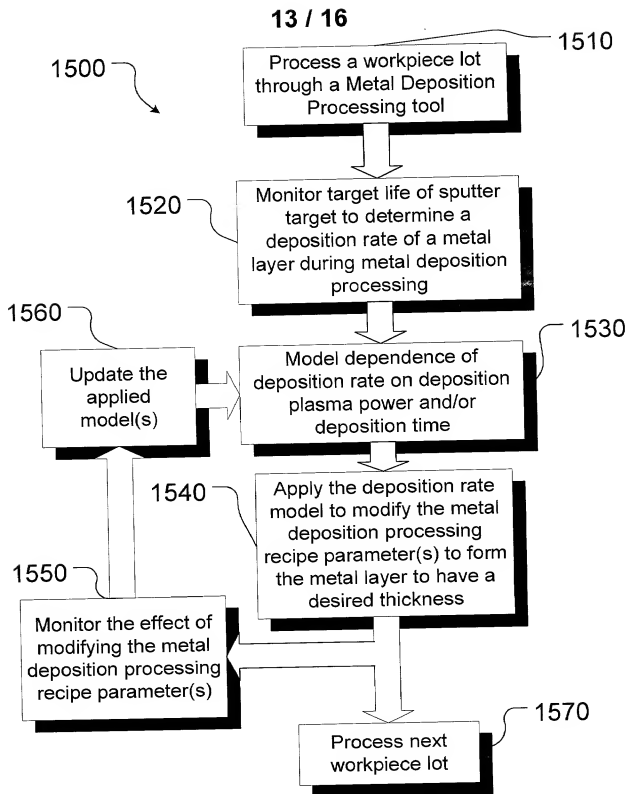 13 / 16
1500
1510
Process a workpiece lot
through a Metal Deposition
Processing tool
1520
Monitor target life of sputter
target to determine a
deposition rate of a metal
layer during metal deposition
processing
1560
Update the
applied
model(s)
1530
Model dependence of
deposition rate on deposition
plasma power and/or
deposition time
1540
Apply the deposition rate
model to modify the metal
deposition processing
recipe parameter(s) to form
the metal layer to have a
desired thickness
1550
Monitor the effect of
modifying the metal
deposition processing
recipe parameter(s)
1570
Process next
workpiece lot